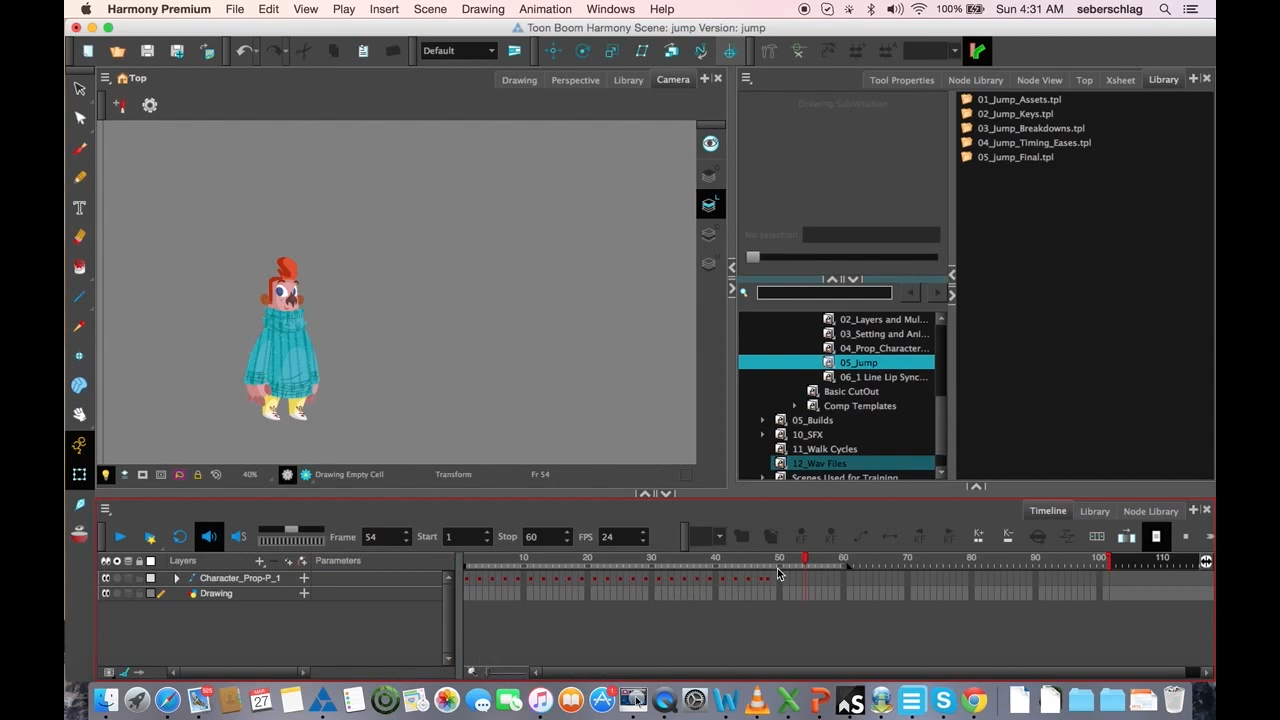 Harmony Premium File Edit View Play Insert Scene Drawing Animation Windows Help 100% Sun 4:31 AM seberschlag
Toon Boom Harmony Scene: jump Version: jump
Default
Top Drawing Perspective Library Camera
Tool Properties Node Library Node View Top Xsheet Library
Drawing Substitution
No selection
01_Jump_Assets.tpl
02_Jump_Keys.tpl
03_Jump_Breakdowns.tpl
04_Jump_Timing_Eases.tpl
05_jump_Final.tpl
02_Layers and Mul...
03_Setting and Ani...
04_Prop_Character...
05_Jump
06_1 Line Lip Sync...
Basic CutOut
Comp Templates
05_Builds
10_SFX
11_Walk Cycles
12_Wav Files
Scenes Used for Training
40% Drawing Empty Cell Transform Fr 54
Timeline Library Node Library
Frame 54 Start 1 Stop 60 FPS 24
Layers Parameters
10 20 30 40 50 60 70 80 90 100 110
Character_Prop-P_1
Drawing